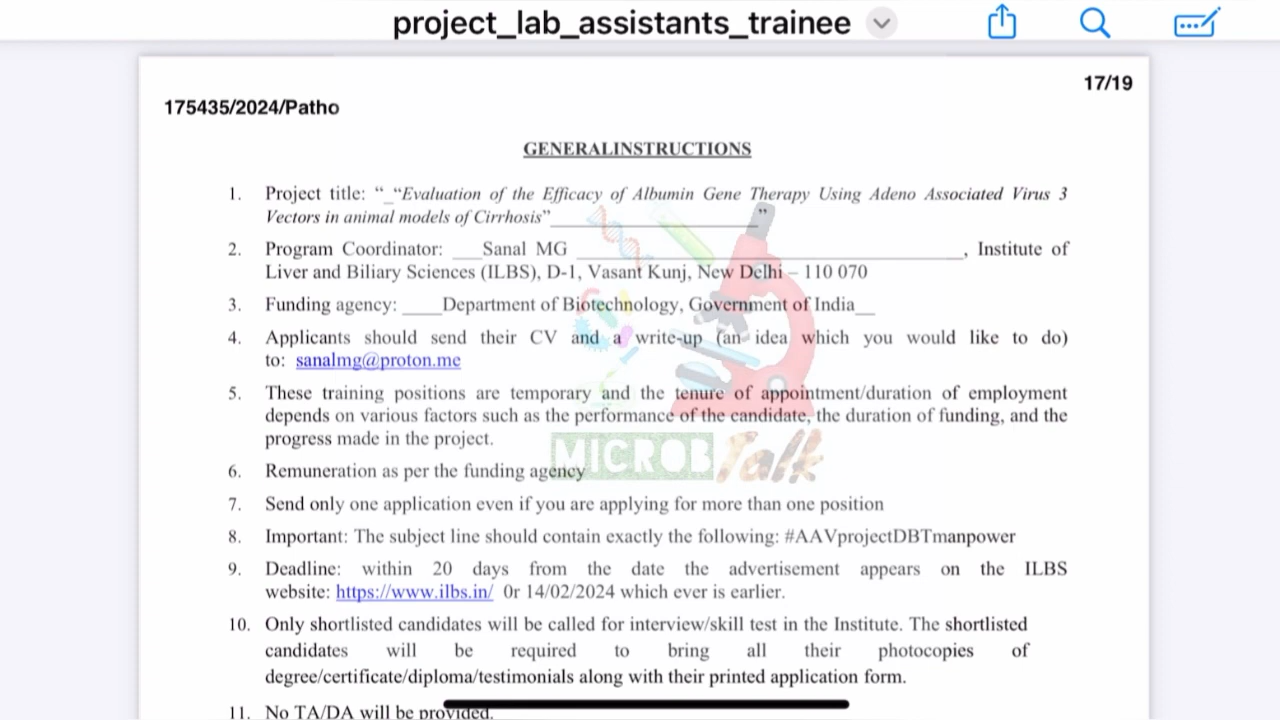 project_lab_assistants_trainee
17/19
175435/2024/Patho
GENERALINSTRUCTIONS
1. Project title: “_“Evaluation of the Efficacy of Albumin Gene Therapy Using Adeno Associated Virus 3
Vectors in animal models of Cirrhosis”____________________”
2. Program Coordinator: ___Sanal MG ________________________________________, Institute of
Liver and Biliary Sciences (ILBS), D-1, Vasant Kunj, New Delhi – 110 070
3. Funding agency: ____Department of Biotechnology, Government of India__
4. Applicants should send their CV and a write-up (an idea which you would like to do)
to: sanalmg@proton.me
5. These training positions are temporary and the tenure of appointment/duration of employment
depends on various factors such as the performance of the candidate, the duration of funding, and the
progress made in the project.
MICROB Talk
6. Remuneration as per the funding agency
7. Send only one application even if you are applying for more than one position
8. Important: The subject line should contain exactly the following: #AAVprojectDBTmanpower
9. Deadline: within 20 days from the date the advertisement appears on the ILBS
website: https://www.ilbs.in/ 0r 14/02/2024 which ever is earlier.
10. Only shortlisted candidates will be called for interview/skill test in the Institute. The shortlisted
candidates will be required to bring all their photocopies of
degree/certificate/diploma/testimonials along with their printed application form.
11. No TA/DA will be provided.